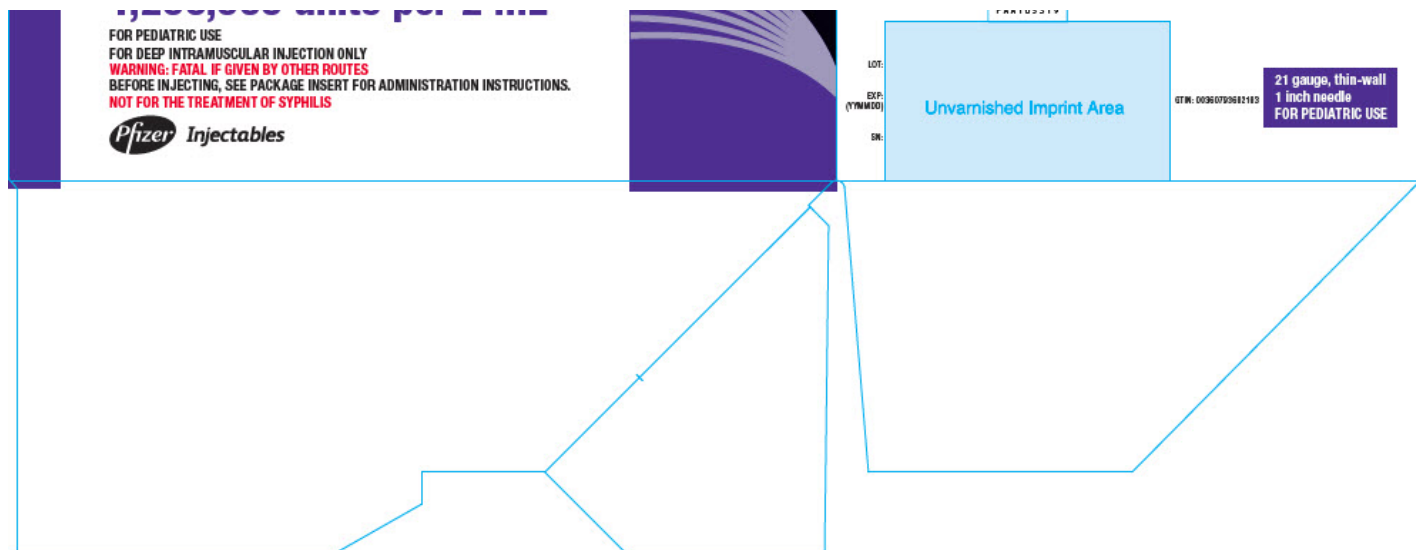 FOR PEDIATRIC USE
FOR DEEP INTRAMUSCULAR INJECTION ONLY
WARNING: FATAL IF GIVEN BY OTHER ROUTES
BEFORE INJECTING, SEE PACKAGE INSERT FOR ADMINISTRATION INSTRUCTIONS.
NOT FOR THE TREATMENT OF SYPHILIS
Pfizer Injectables
LOT:
EXP:
(YYMMDD)
SN:
Unvarnished Imprint Area
GTIN: 00360793602103
21 gauge, thin-wall
1 inch needle
FOR PEDIATRIC USE